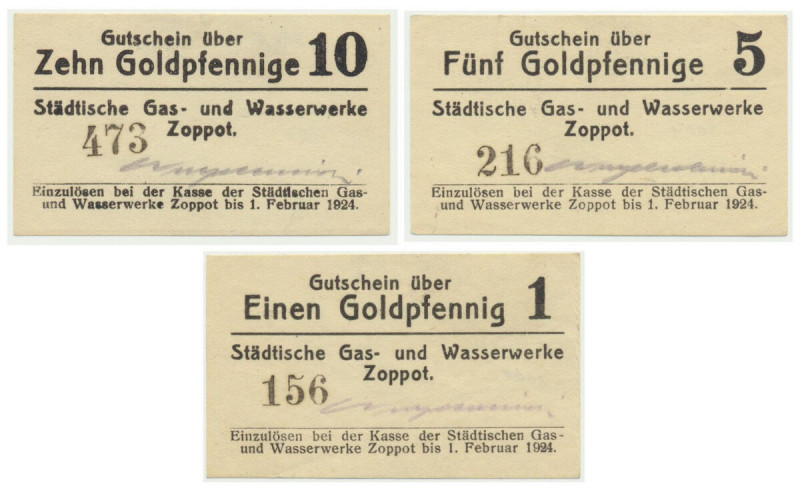 Gutschein über
Zehn Goldpfennige 10
Städtische Gas- und Wasserwerke
Zoppot.
473
Einzulösen bei der Kasse der Städtischen Gas-
und Wasserwerke Zoppot bis 1. Februar 1924.
Gutschein über
Fünf Goldpfennige 5
Städtische Gas- und Wasserwerke
Zoppot.
216
Einzulösen bei der Kasse der Städtischen Gas-
und Wasserwerke Zoppot bis 1. Februar 1924.
Gutschein über
Einen Goldpfennig 1
Städtische Gas- und Wasserwerke
Zoppot.
156
Einzulösen bei der Kasse der Städtischen Gas-
und Wasserwerke Zoppot bis 1. Februar 1924.